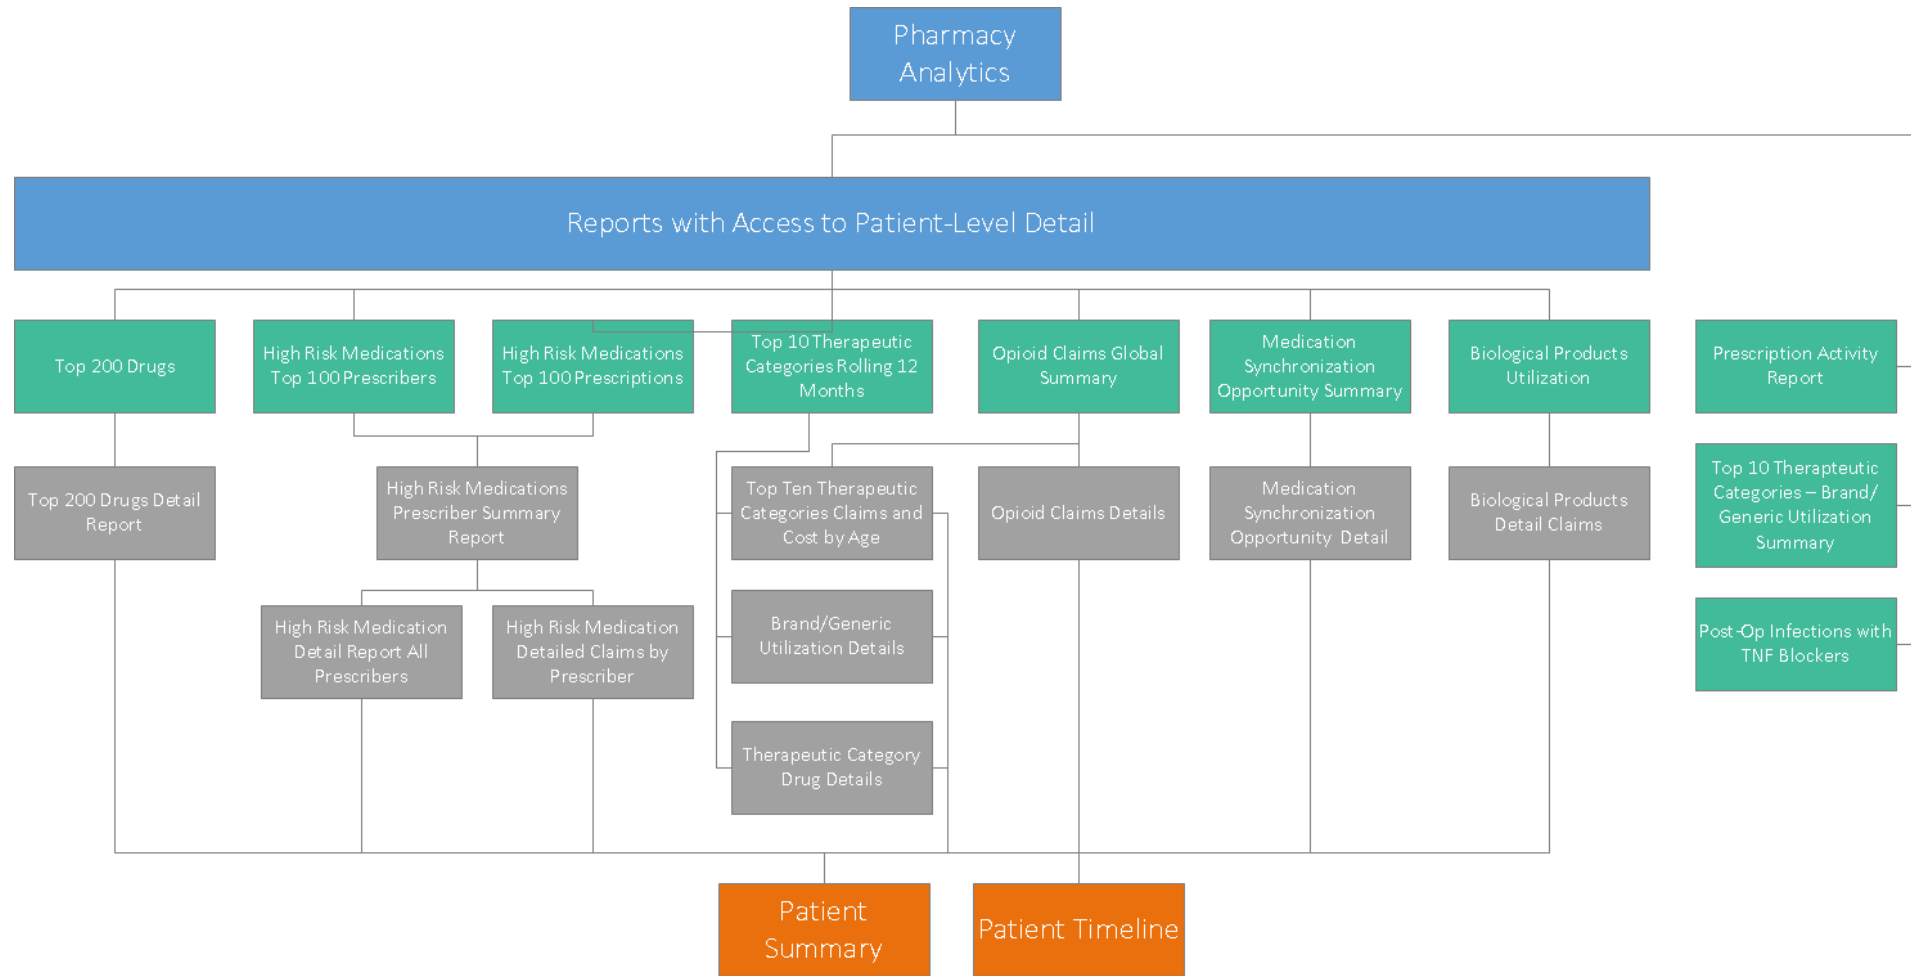 Pharmacy
Analytics
Reports with Access to Patient-Level Detail
Top 200 Drugs
High Risk Medications
Top 100 Prescribers
High Risk Medications
Top 100 Prescriptions
Top 10 Therapeutic
Categories Rolling 12
Months
Opioid Claims Global
Summary
Medication
Synchronization
Opportunity Summary
Biological Products
Utilization
Prescription Activity
Report
Top 200 Drugs Detail
Report
High Risk Medications
Prescriber Summary
Report
Top Ten Therapeutic
Categories Claims and
Cost by Age
Opioid Claims Details
Medication
Synchronization
Opportunity Detail
Biological Products
Detail Claims
Top 10 Therapteutic
Categories – Brand/
Generic Utilization
Summary
High Risk Medication
Detail Report All
Prescribers
High Risk Medication
Detailed Claims by
Prescriber
Brand/Generic
Utilization Details
Post-Op Infections with
TNF Blockers
Therapeutic Category
Drug Details
Patient
Summary
Patient Timeline